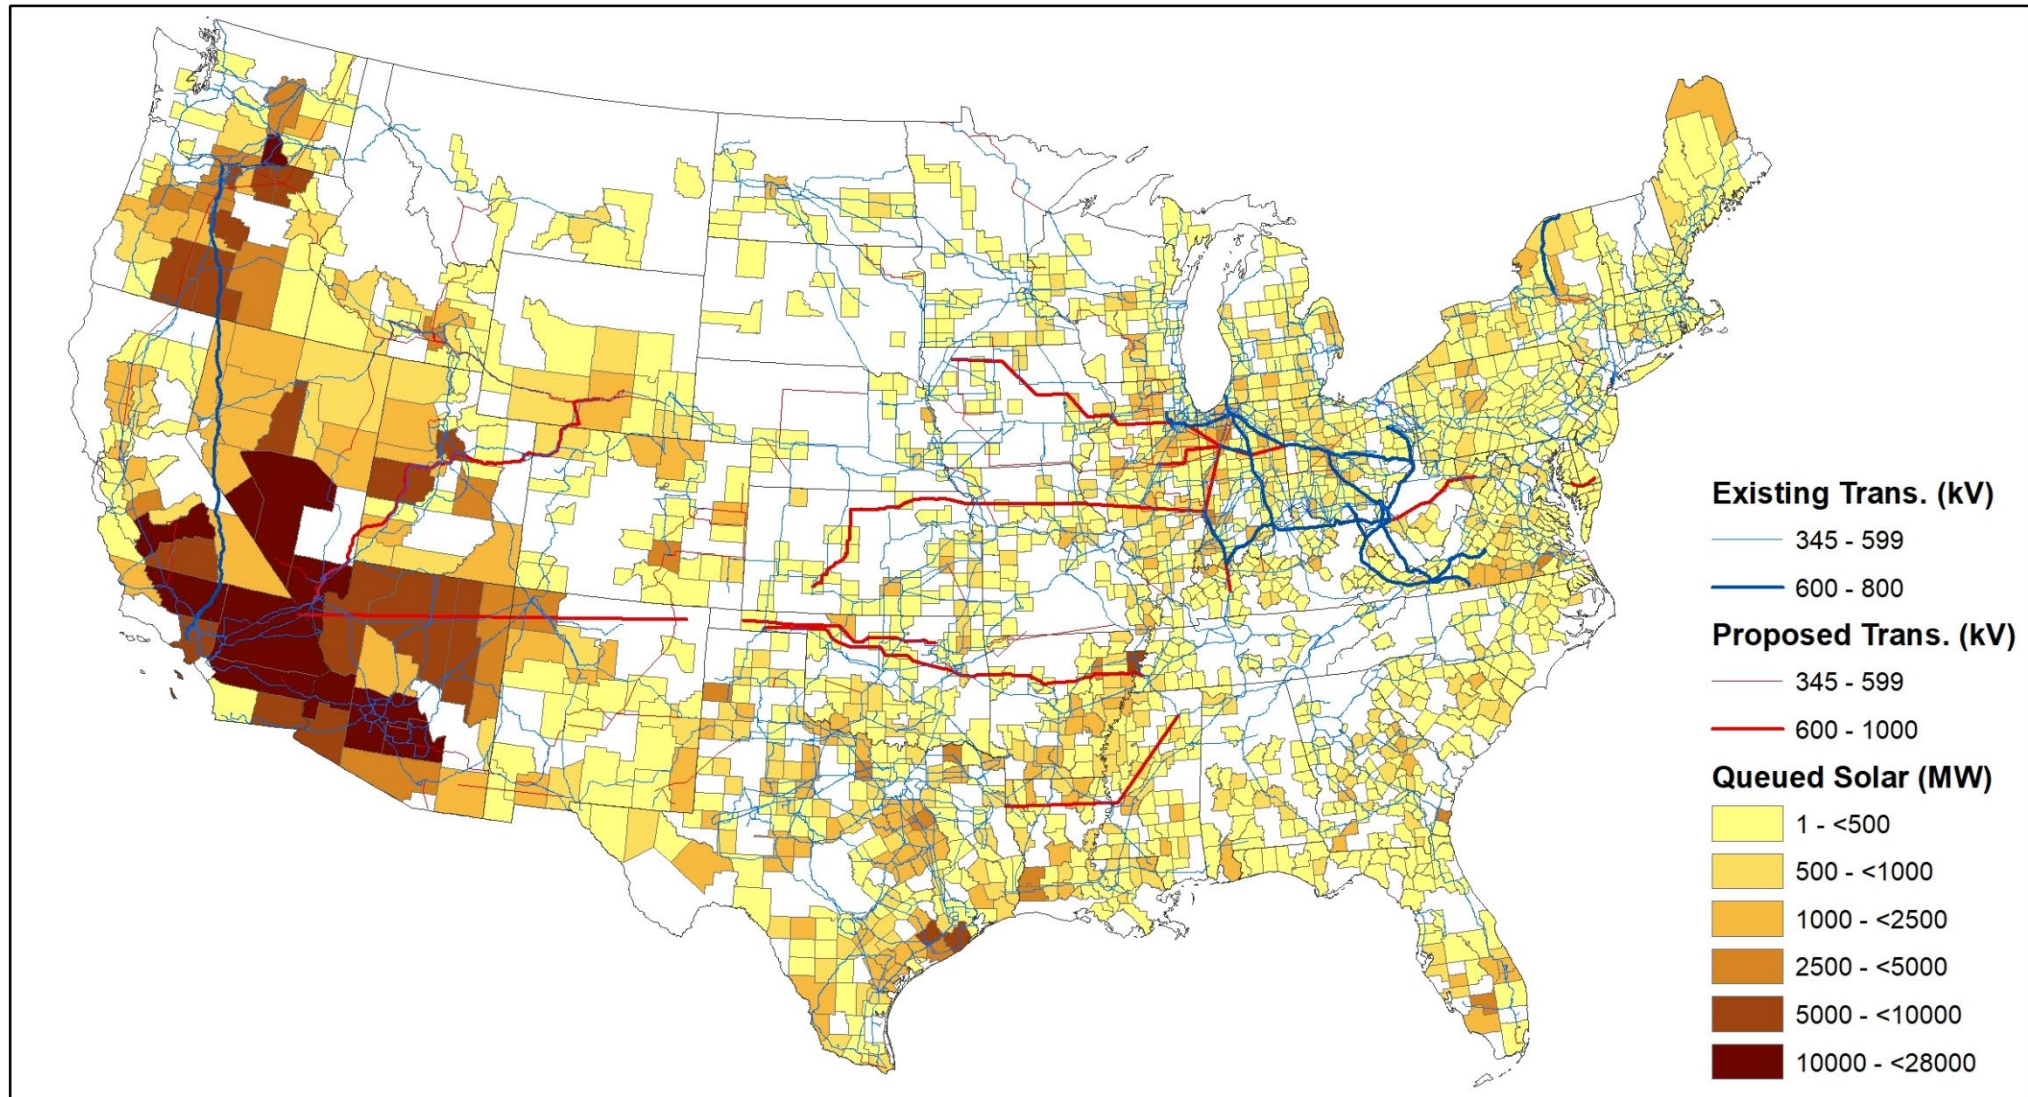 Existing Trans. (kV)
345 - 599
600 - 800
Proposed Trans. (kV)
345 - 599
600 - 1000
Queued Solar (MW)
1 - <500
500 - <1000
1000 - <2500
2500 - <5000
5000 - <10000
10000 - <28000